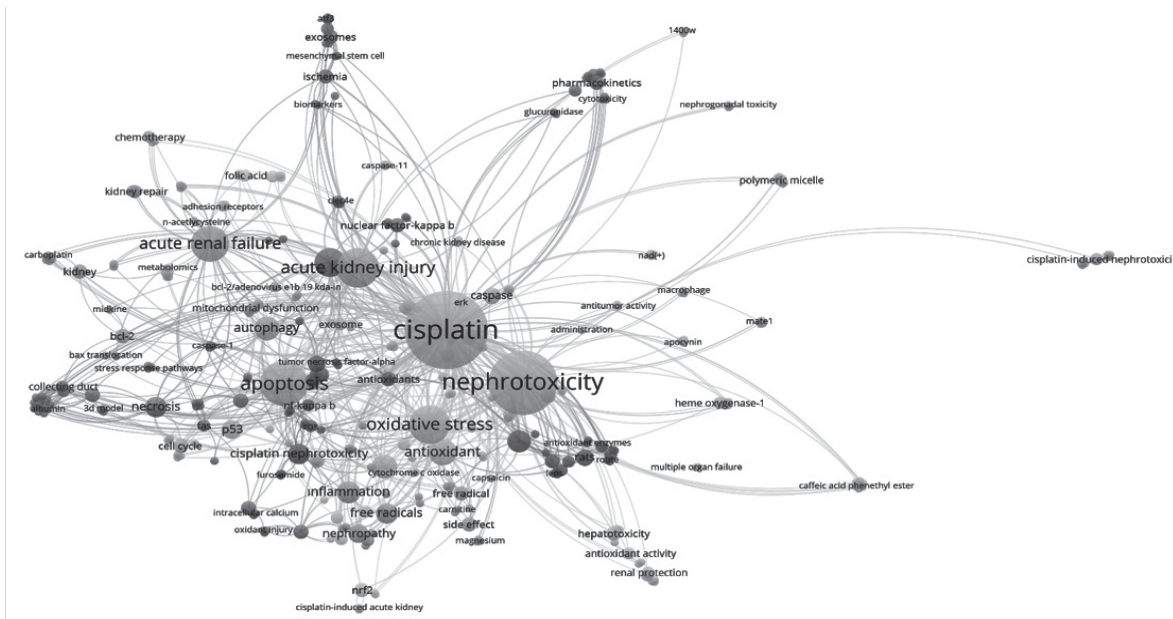 atf3
exosomes
mesenchymal stem cell
ischemia
biomarkers
1400w
pharmacokinetics
cytotoxicity
glucuronidase
nephrogonadal toxicity
chemotherapy
caspase-11
folic acid
kidney repair
polymeric micelle
adhesion receptors
clec4e
n-acetlycysteine
nuclear factor-kappa b
acute renal failure
chronic kidney disease
carboplatin
nad(+)
cisplatin-induced-nephrotoxici
kidney
metabolomics
acute kidney injury
bcl-2/adenovirus e1b 19 kda-in
macrophage
caspase
erk
midkine
mitochondrial dysfunction
antitumor activity
autophagy
exosome
cisplatin
administration
mate1
bcl-2
caspase-1
apocynin
bax translocation
stress response pathways
tumor necrosis factor-alpha
apoptosis
antioxidants
nephrotoxicity
collecting duct
albumin
3d model
necrosis
nf-kappa b
heme oxygenase-1
fas
p53
ros
oxidative stress
cell cycle
cisplatin nephrotoxicity
antioxidant
antioxidant enzymes
rats
route
furosemide
cytochrome c oxidase
capsaicin
multiple organ failure
caffeic acid phenethyl ester
inflammation
free radical
intracellular calcium
free radicals
carnitine
oxidant injury
nephropathy
side effect
magnesium
hepatotoxicity
antioxidant activity
renal protection
nrf2
cisplatin-induced acute kidney